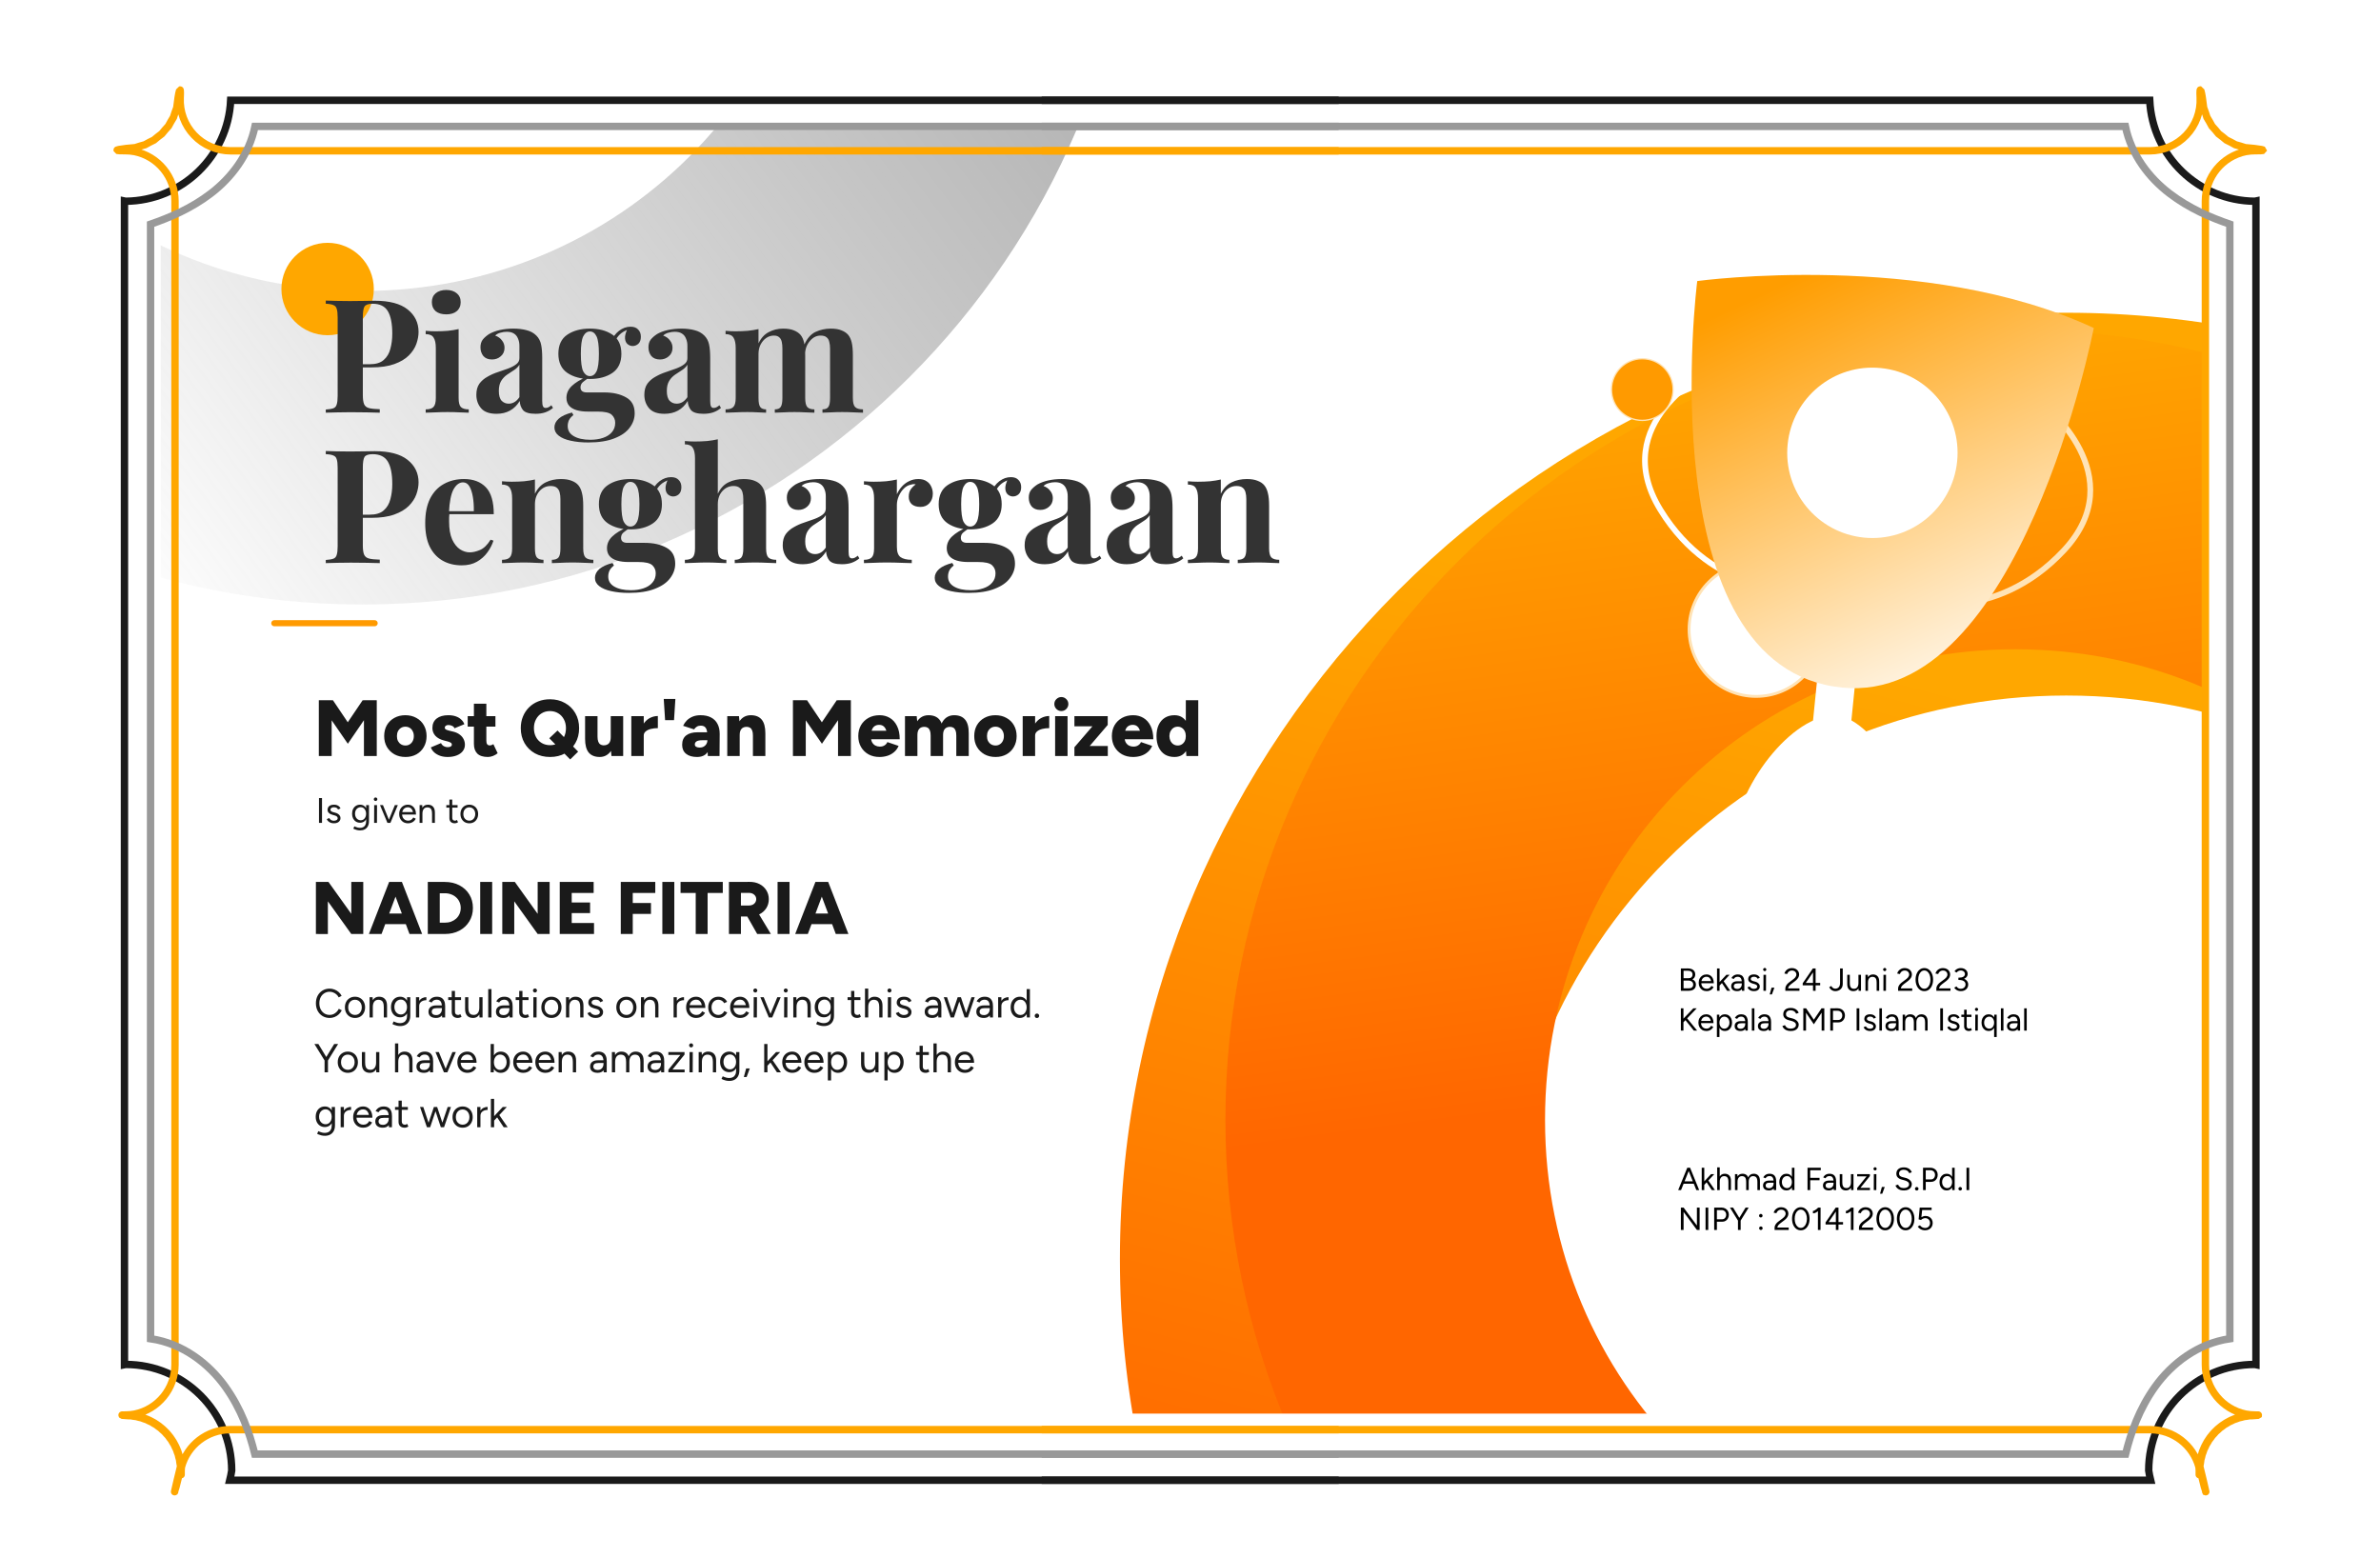 Piagam
Penghargaan
Most Qur'an Memorized
Is given to
NADINE FITRIA
Congratulations on receiving this award.
You have been amazing, keep up the
great work
Bekasi, 24 Juni 2023
Kepala SMP Islam Istiqlal
Akhmad Fauzi, S.Pd.I
NIPY : 201412005